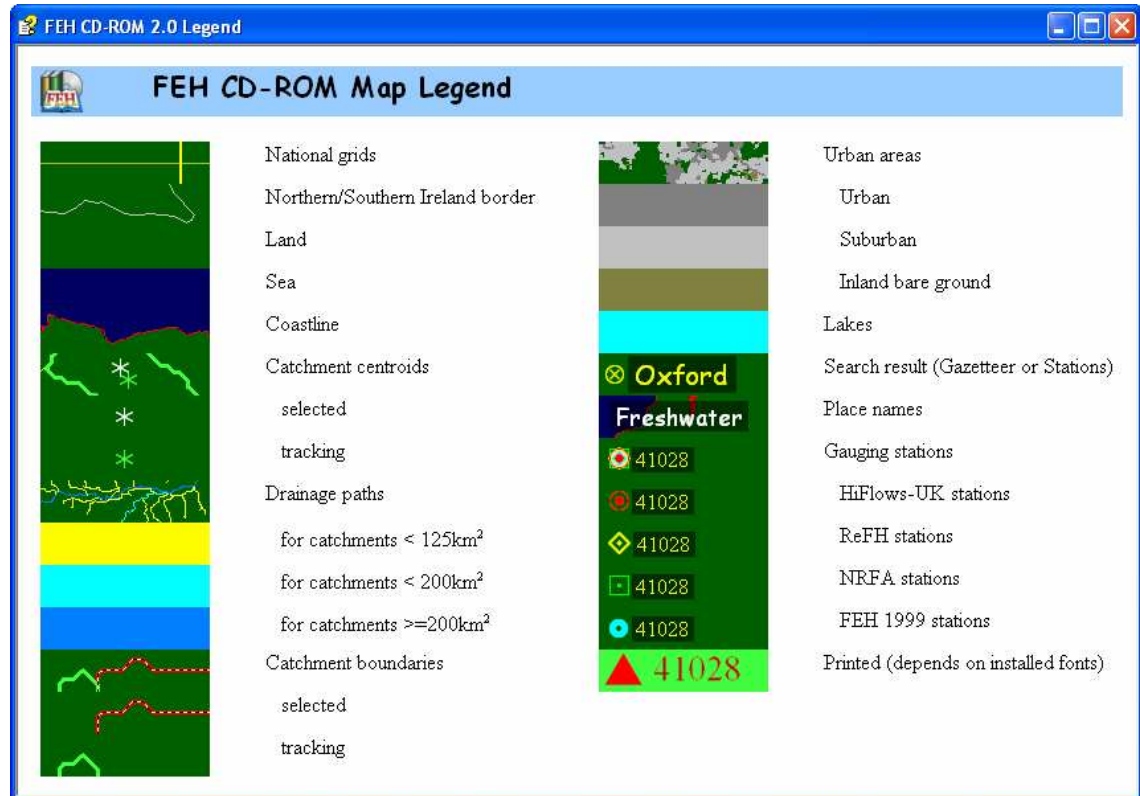 FEH CD-ROM 2.0 Legend
FEH
FEH CD-ROM Map Legend
National grids
Northern/Southern Ireland border
Land
Sea
Coastline
Catchment centroids
selected
tracking
Drainage paths
for catchments < 125km²
for catchments < 200km²
for catchments >=200km²
Catchment boundaries
selected
tracking
Urban areas
Urban
Suburban
Inland bare ground
Lakes
Oxford Search result (Gazetteer or Stations)
Freshwater Place names
41028 Gauging stations
41028 HiFlows-UK stations
41028 ReFH stations
41028 NRFA stations
41028 FEH 1999 stations
41028 Printed (depends on installed fonts)